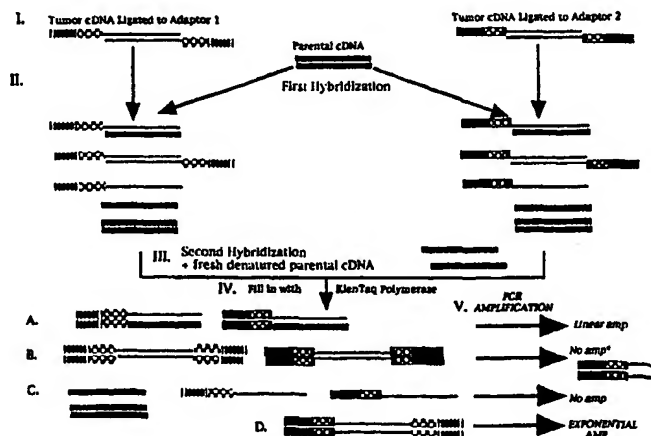 I.
Tumor cDNA Ligated to Adaptor 1
Tumor cDNA Ligated to Adaptor 2
Parental cDNA
II.
First Hybridization
III. Second Hybridization
+ fresh denatured parental cDNA
IV. Fill in with KlenTaq Polymerase
V. PCR
AMPLIFICATION
A.
Linear amp
B.
No amp*
C.
No amp
D.
EXPONENTIAL
AMP